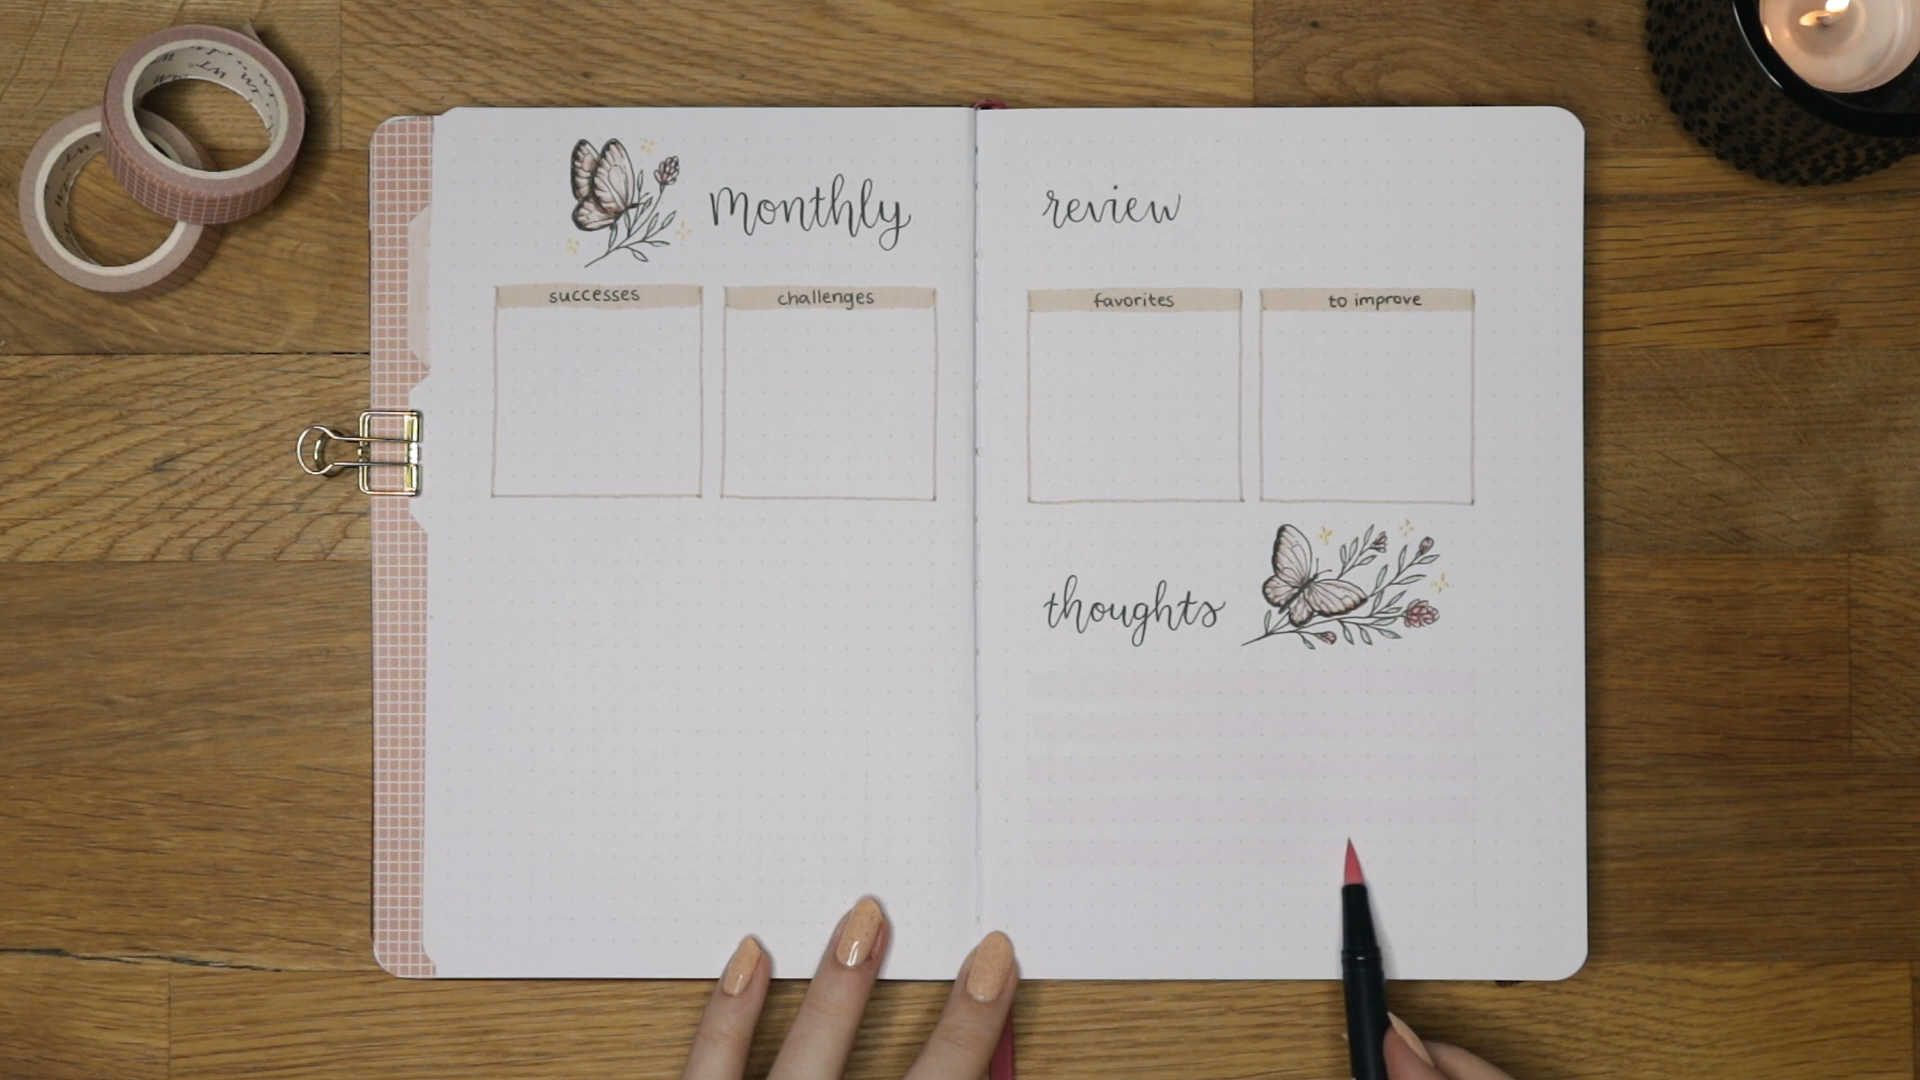 monthly
review
successes
challenges
favorites
to improve
thoughts